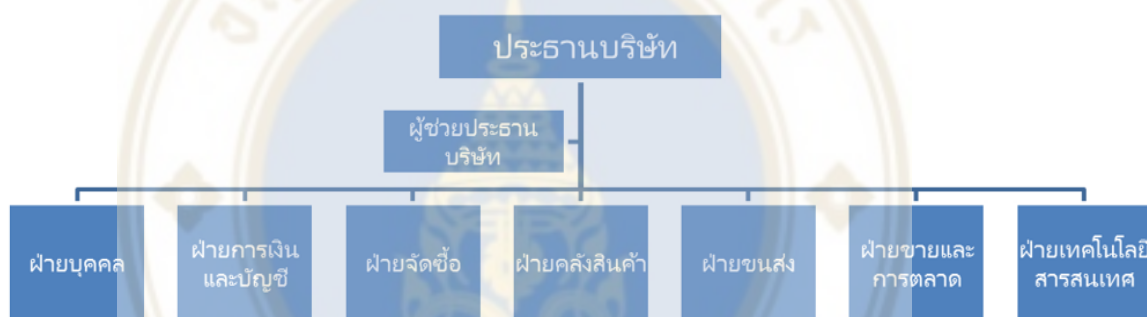 ประธานบริษัท
ผู้ช่วยประธาน
บริษัท
ฝ่ายบุคคล
ฝ่ายการเงิน
และบัญชี
ฝ่ายจัดซื้อ
ฝ่ายคลังสินค้า
ฝ่ายขนส่ง
ฝ่ายขายและ
การตลาด
ฝ่ายเทคโนโลยี
สารสนเทศ